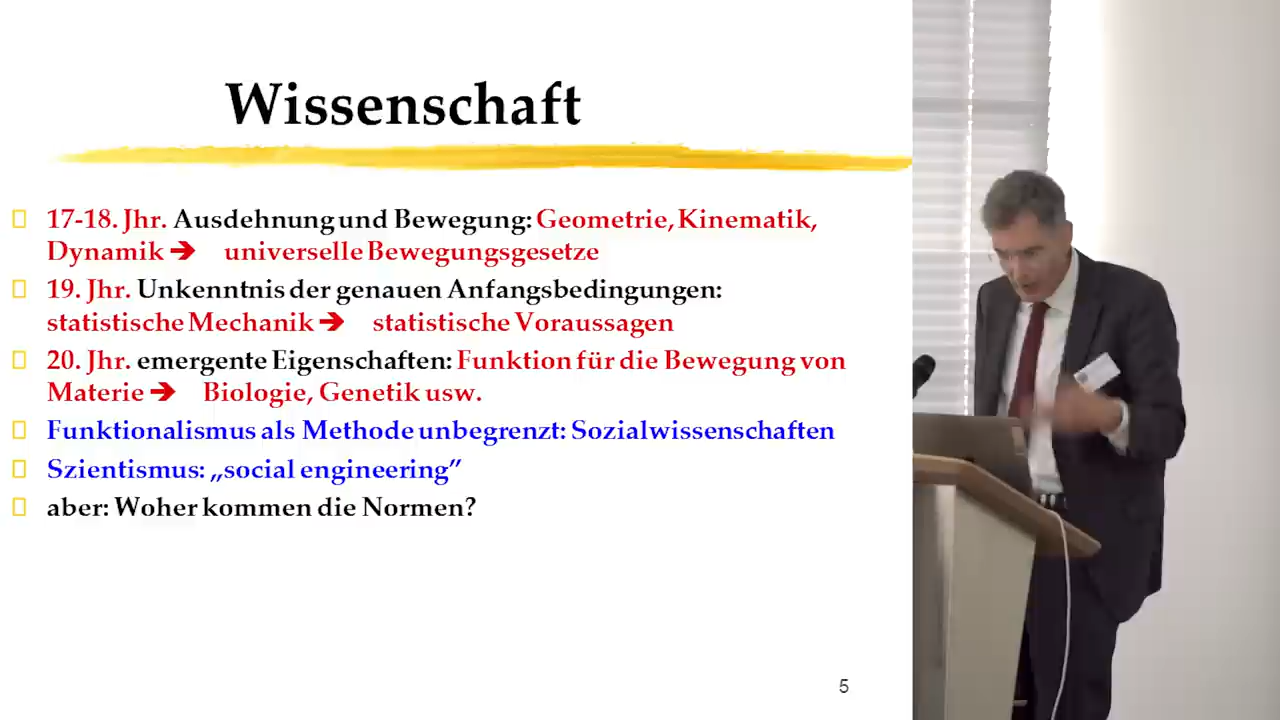 Wissenschaft
17-18. Jhr. Ausdehnung und Bewegung: Geometrie, Kinematik,
Dynamik ➔ universelle Bewegungsgesetze
19. Jhr. Unkenntnis der genauen Anfangsbedingungen:
statistische Mechanik ➔ statistische Voraussagen
20. Jhr. emergente Eigenschaften: Funktion für die Bewegung von
Materie ➔ Biologie, Genetik usw.
Funktionalismus als Methode unbegrenzt: Sozialwissenschaften
Szientismus: „social engineering”
aber: Woher kommen die Normen?
5